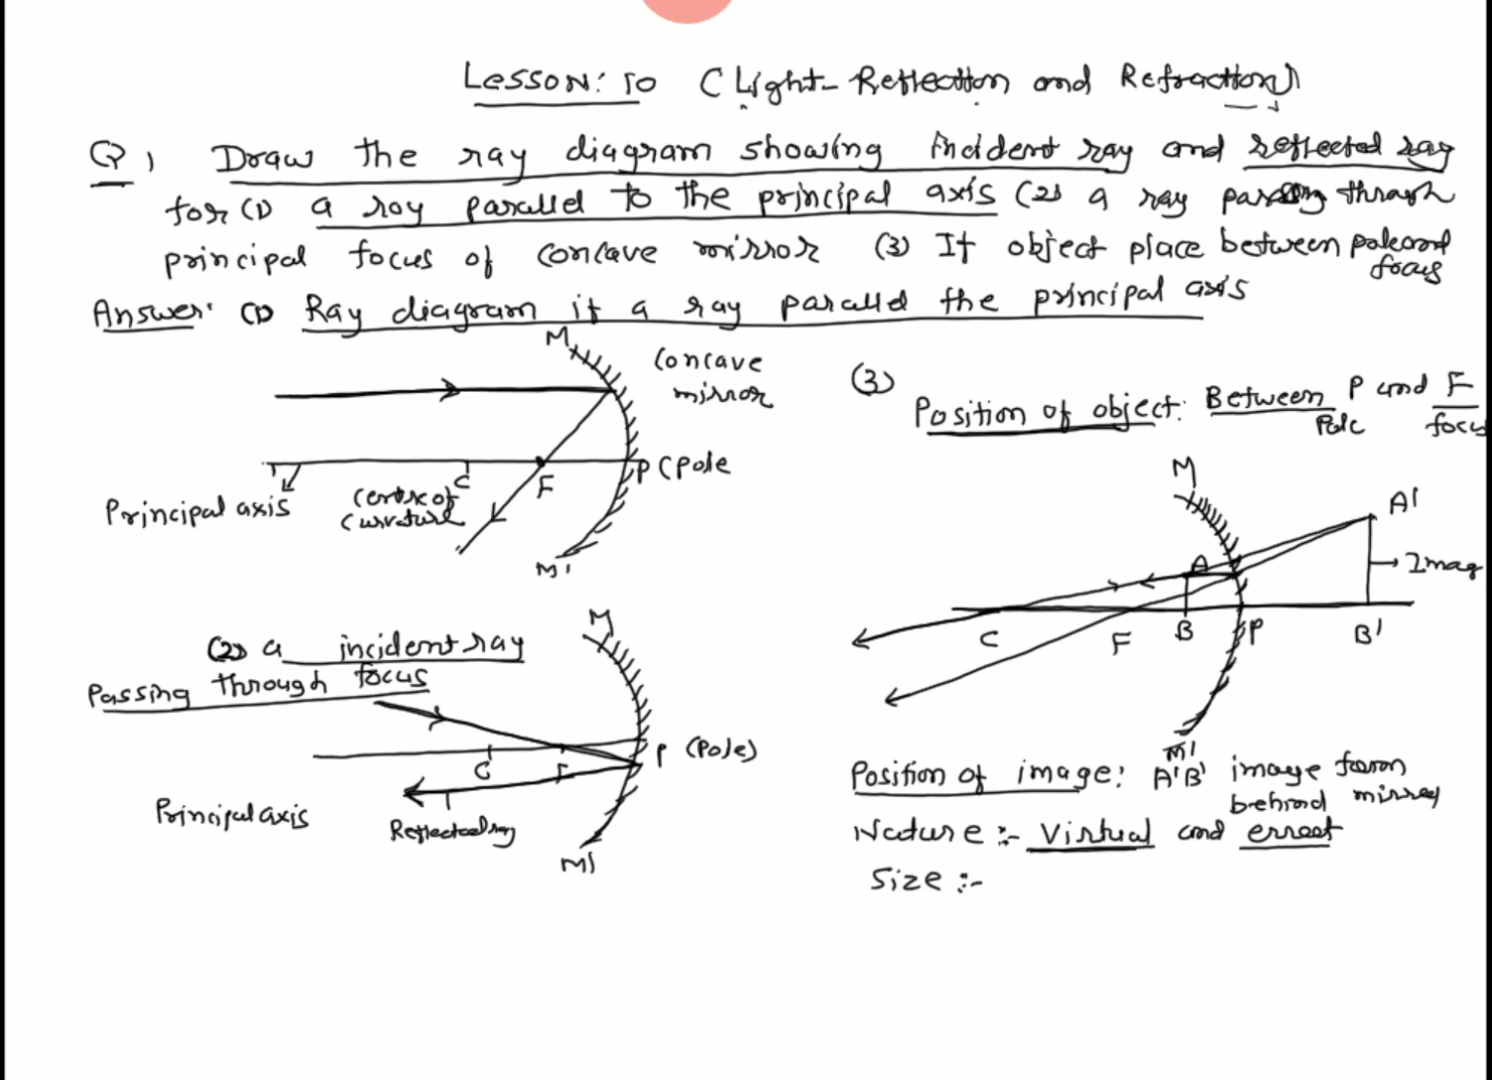 Lesson: 10 (Light-Reflection and Refraction)
Q1 Draw the ray diagram showing incident ray and reflected ray
for (1) a ray parallel to the principal axis (2) a ray passing through
principal focus of concave mirror (3) If object place between pole and
focus
Answer: (1) Ray diagram if a ray parallel the principal axis
M
Concave
mirror
P (Pole
C
F
Principal axis
Centre of
Curvature
M'
(2) a incident ray
Passing through focus
M
P (Pole)
C
F
Principal axis
Reflected ray
M'
(3)
Position of object: Between P and F
Pole focus
M
A'
A
Imag
C F B P B'
M'
Position of image: A'B' image form
behind mirror
Nature :- Virtual and erreet
Size :-